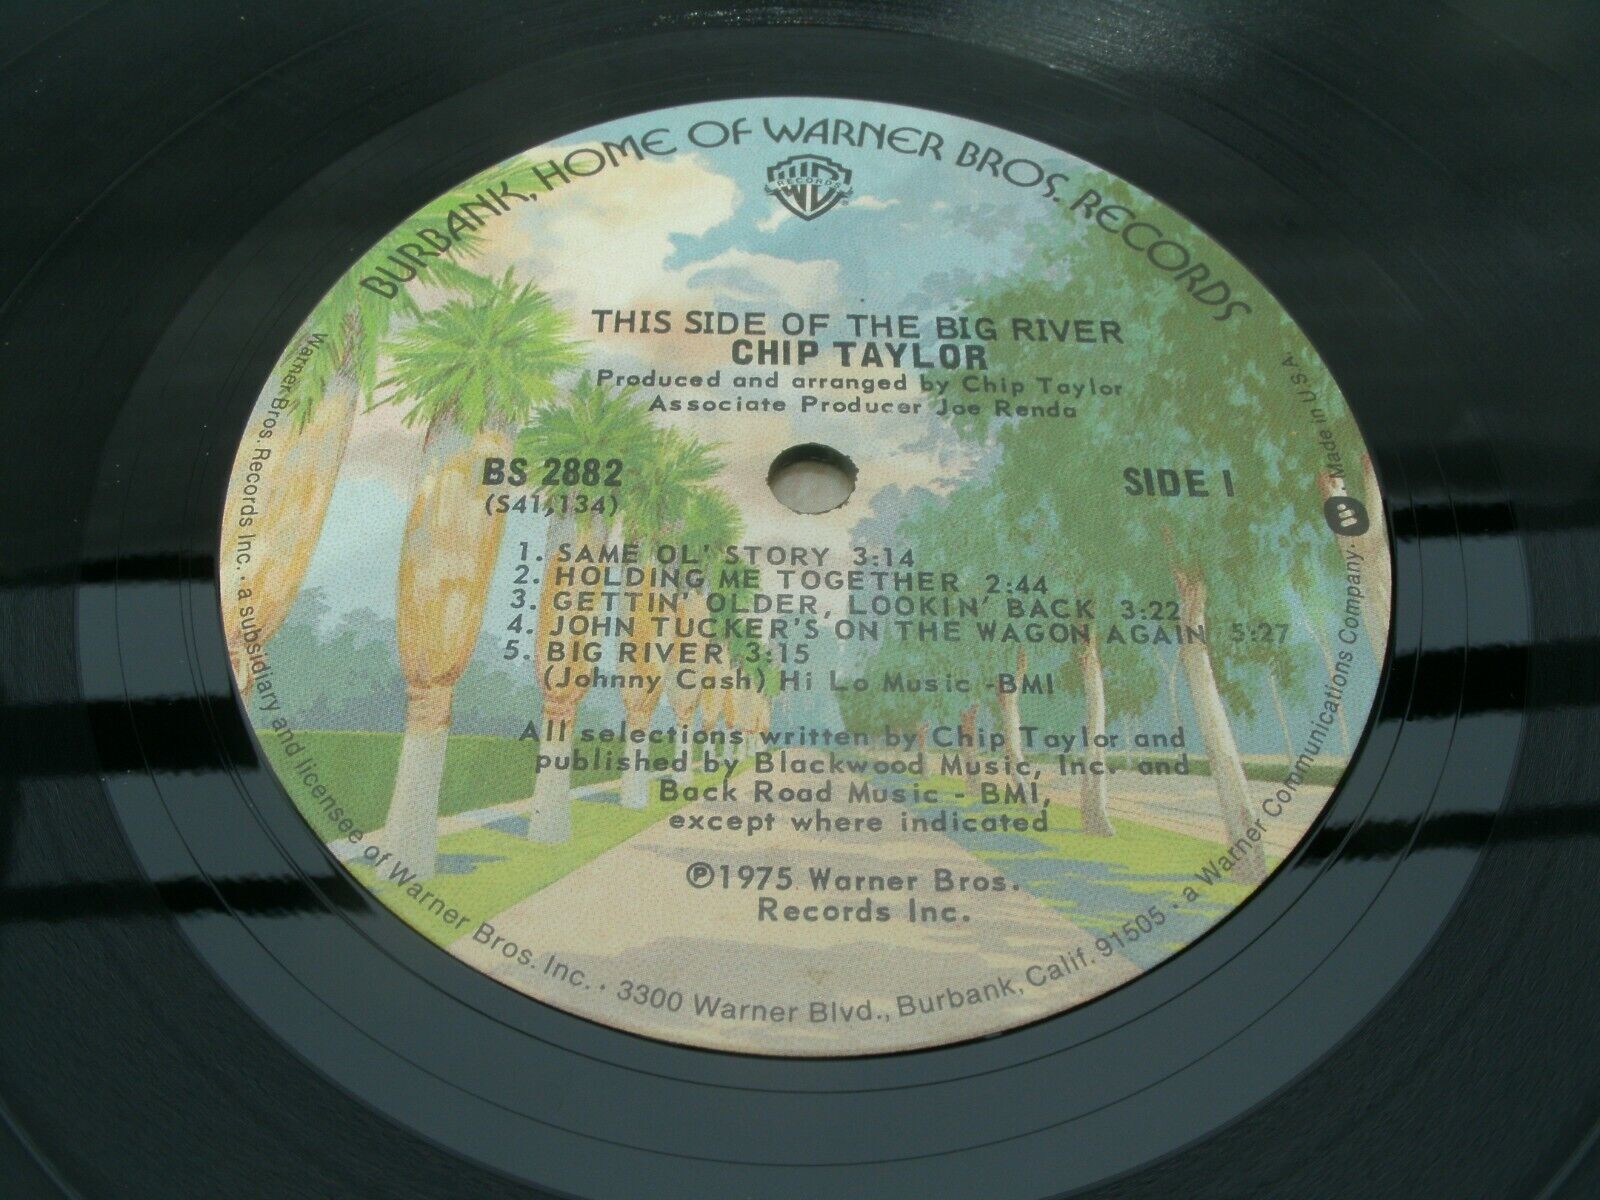 BURBANK, HOME OF WARNER BROS. RECORDS
RECORDS
THIS SIDE OF THE BIG RIVER
CHIP TAYLOR
Produced and arranged by Chip Taylor
Associate Producer Joe Renda
BS 2882
(S41,134)
SIDE 1
1. SAME OL' STORY 3:14
2. HOLDING ME TOGETHER 2:44
3. GETTIN' OLDER, LOOKIN' BACK 3:22
4. JOHN TUCKER'S ON THE WAGON AGAIN 5:27
5. BIG RIVER 3:15
(Johnny Cash) Hi Lo Music -BMI
All selections written by Chip Taylor and
published by Blackwood Music, Inc. and
Back Road Music - BMI,
except where indicated
℗1975 Warner Bros.
Records Inc.
Warner Bros. Records Inc. • a subsidiary and licensee of Warner Bros. Inc. • 3300 Warner Blvd., Burbank, Calif. 91505 • a Warner Communications Company • Made in U.S.A.